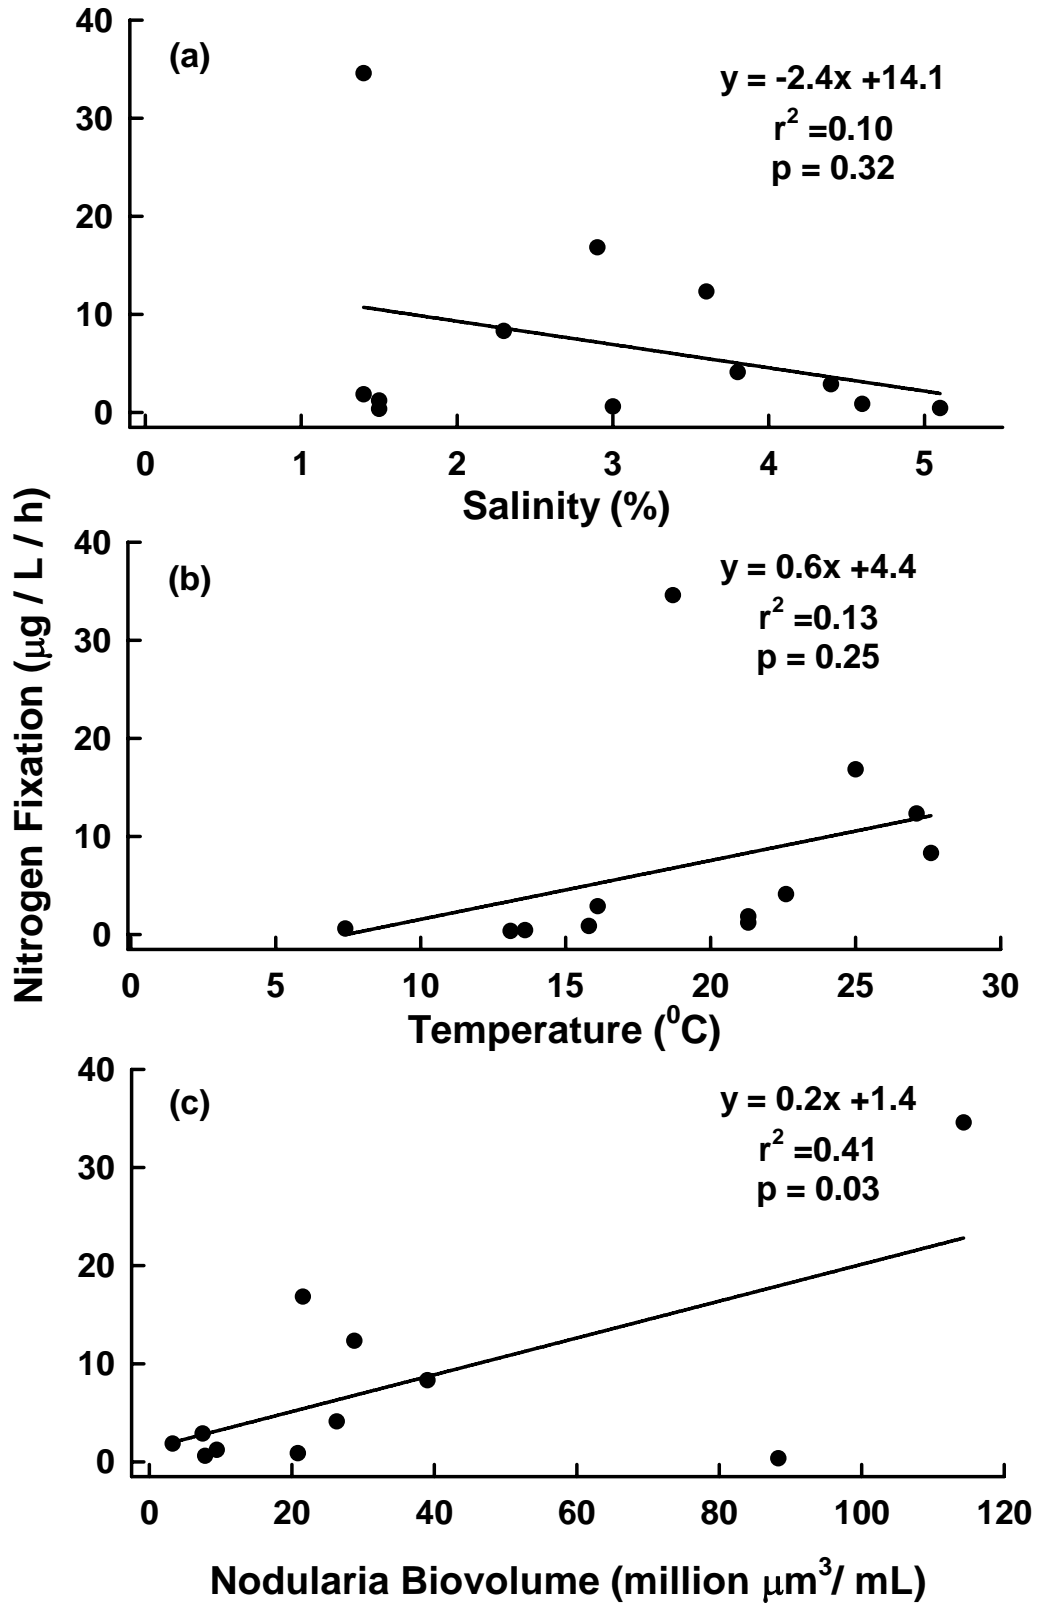 40
30
20
10
0
(a)
y = -2.4x +14.1
r² =0.10
p = 0.32
0 1 2 3 4 5
Salinity (%)
Nitrogen Fixation (μg / L / h)
40
30
20
10
0
(b)
y = 0.6x +4.4
r² =0.13
p = 0.25
0 5 10 15 20 25 30
Temperature (⁰C)
40
30
20
10
0
(c)
y = 0.2x +1.4
r² =0.41
p = 0.03
0 20 40 60 80 100 120
Nodularia Biovolume (million μm³/ mL)